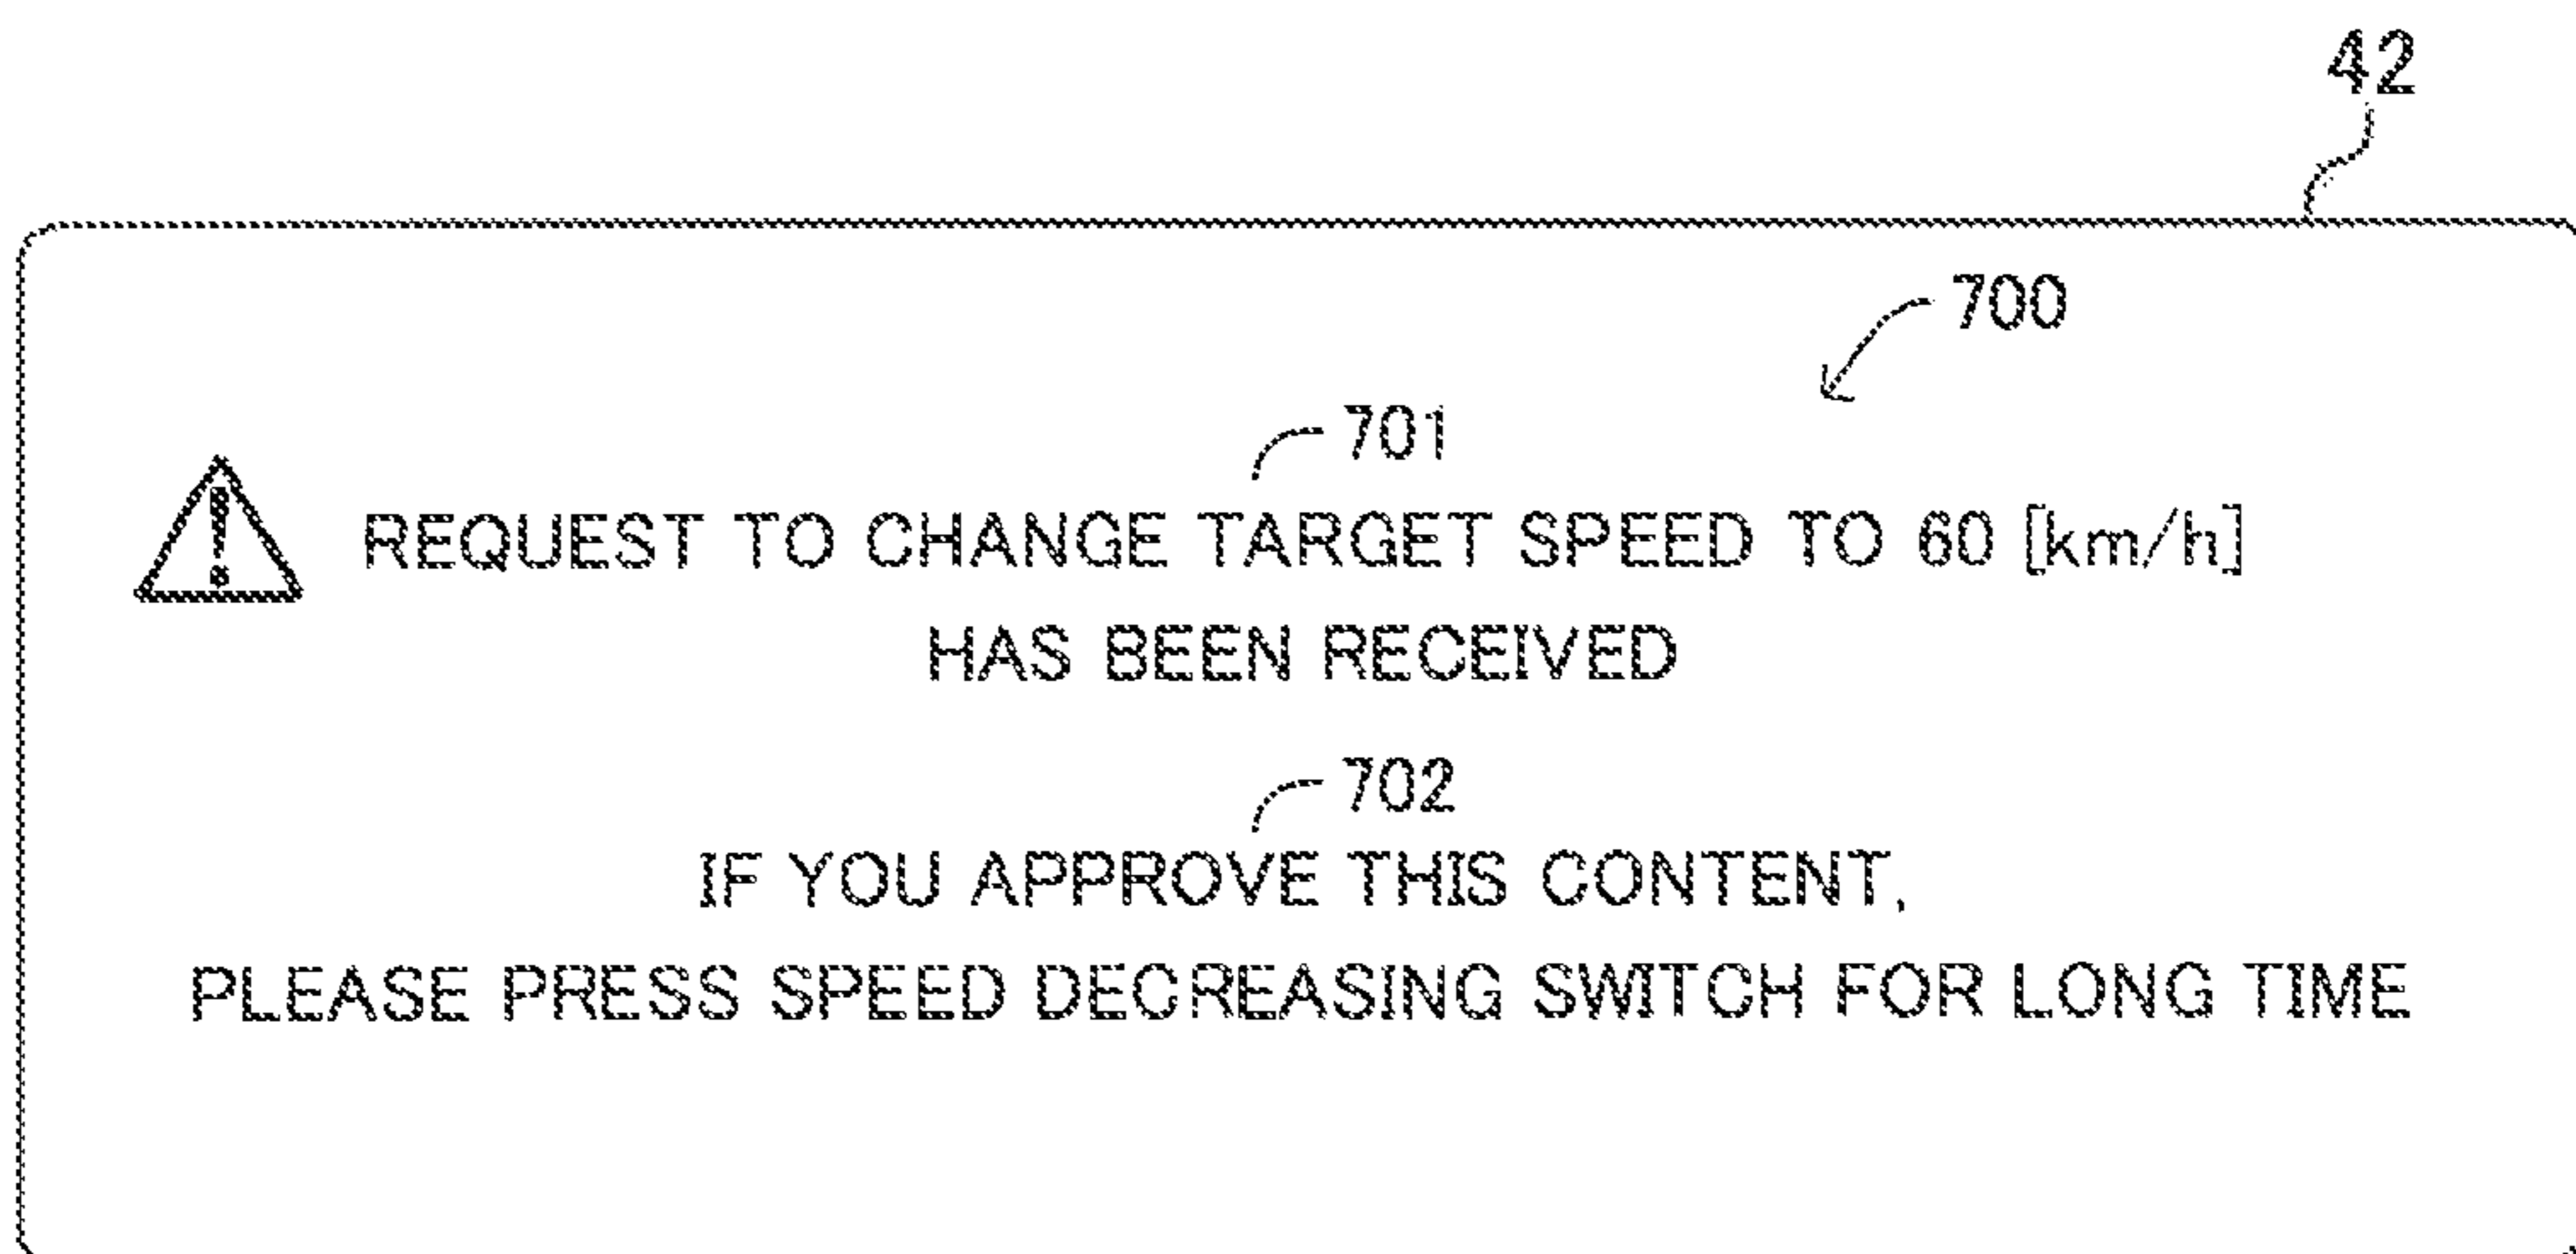 42
700
701
REQUEST TO CHANGE TARGET SPEED TO 60 [km/h]
HAS BEEN RECEIVED
702
IF YOU APPROVE THIS CONTENT,
PLEASE PRESS SPEED DECREASING SWITCH FOR LONG TIME